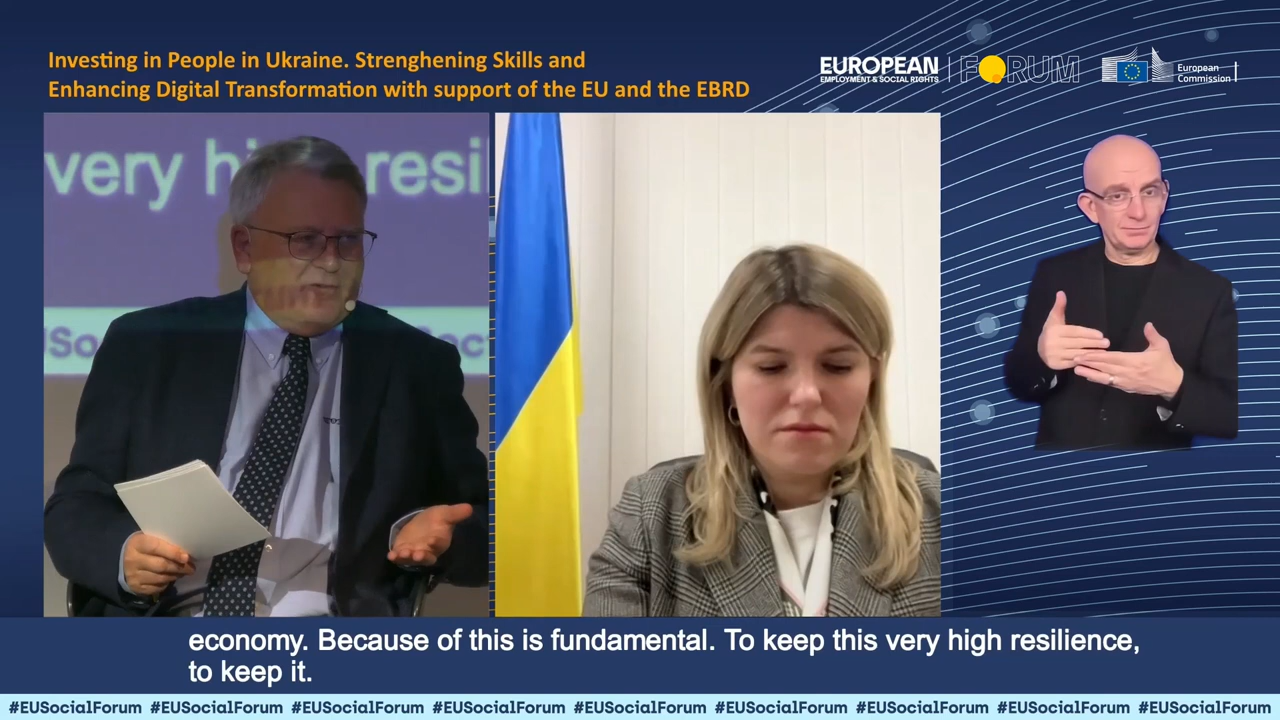 Investing in People in Ukraine. Strenghening Skills and
Enhancing Digital Transformation with support of the EU and the EBRD
EUROPEAN
EMPLOYMENT & SOCIAL RIGHTS
FORUM
European
Commission
very hi resil
economy. Because of this is fundamental. To keep this very high resilience,
to keep it.
#EUSocialForum #EUSocialForum #EUSocialForum #EUSocialForum #EUSocialForum #EUSocialForum #EUSocialForum #EUSocialForum #EUSocialForum